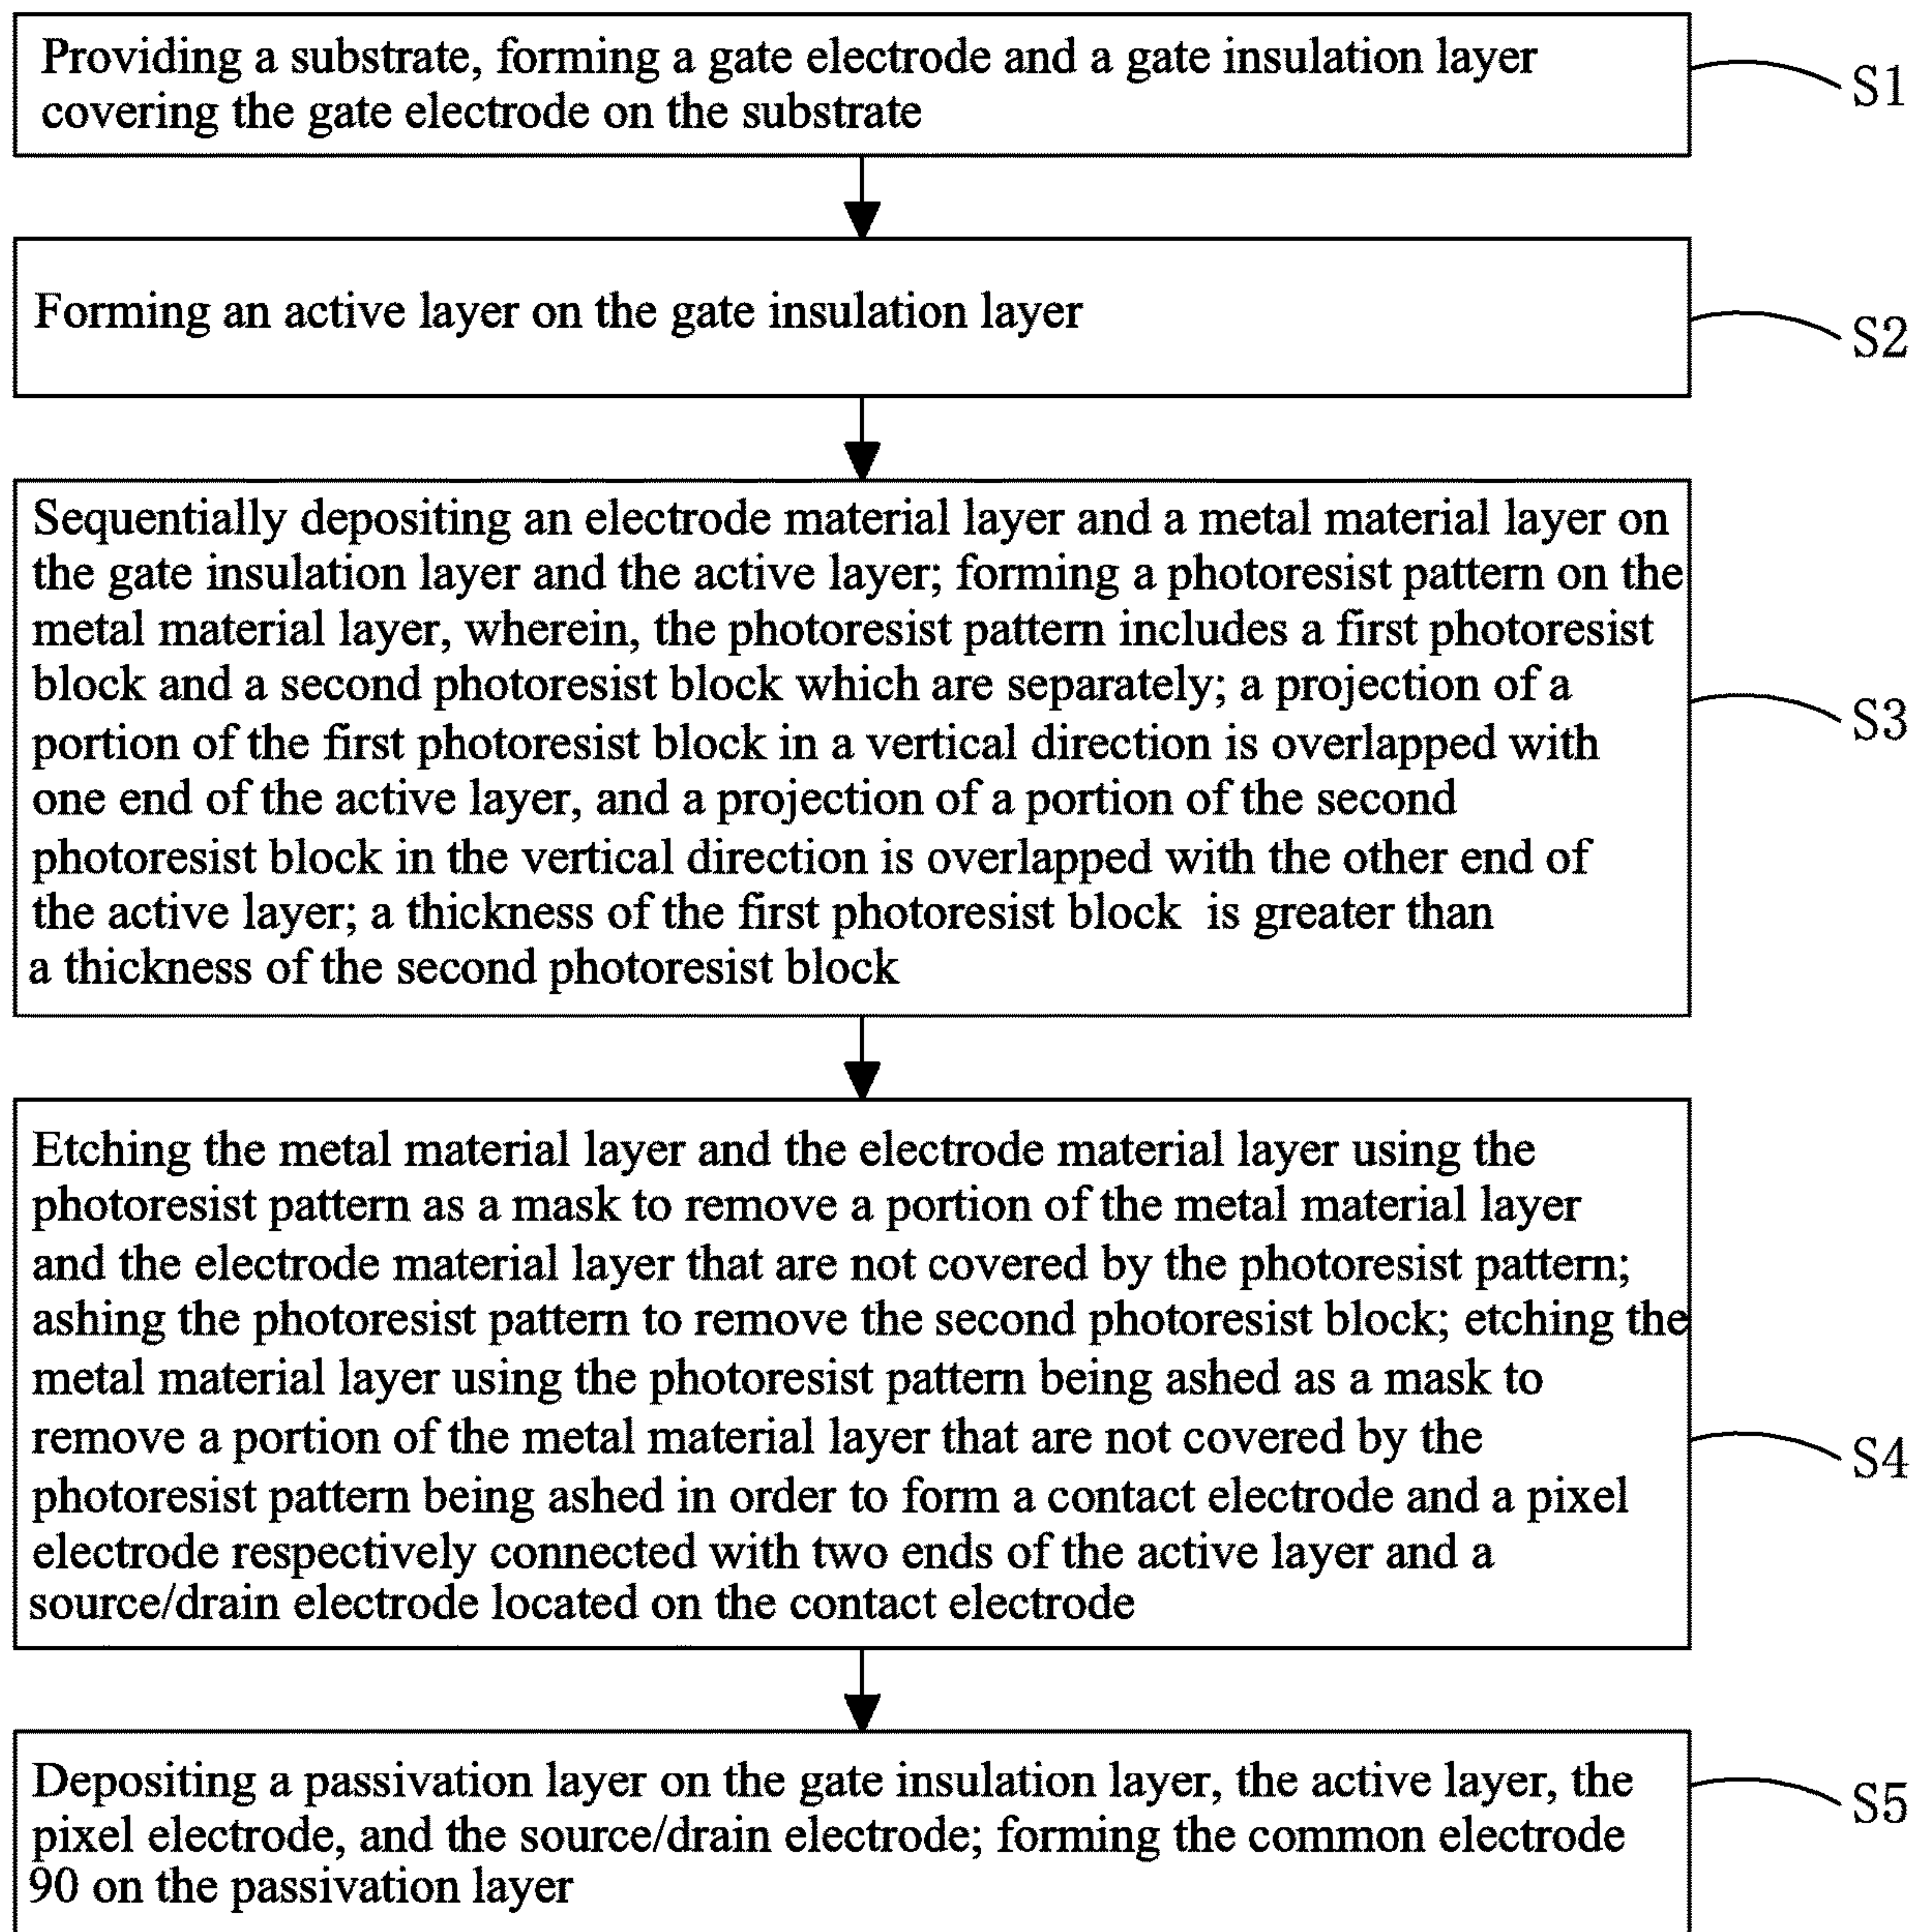 Providing a substrate, forming a gate electrode and a gate insulation layer
covering the gate electrode on the substrate
S1
Forming an active layer on the gate insulation layer
S2
Sequentially depositing an electrode material layer and a metal material layer on
the gate insulation layer and the active layer; forming a photoresist pattern on the
metal material layer, wherein, the photoresist pattern includes a first photoresist
block and a second photoresist block which are separately; a projection of a
portion of the first photoresist block in a vertical direction is overlapped with
one end of the active layer, and a projection of a portion of the second
photoresist block in the vertical direction is overlapped with the other end of
the active layer; a thickness of the first photoresist block is greater than
a thickness of the second photoresist block
S3
Etching the metal material layer and the electrode material layer using the
photoresist pattern as a mask to remove a portion of the metal material layer
and the electrode material layer that are not covered by the photoresist pattern;
ashing the photoresist pattern to remove the second photoresist block; etching the
metal material layer using the photoresist pattern being ashed as a mask to
remove a portion of the metal material layer that are not covered by the
photoresist pattern being ashed in order to form a contact electrode and a pixel
electrode respectively connected with two ends of the active layer and a
source/drain electrode located on the contact electrode
S4
Depositing a passivation layer on the gate insulation layer, the active layer, the
pixel electrode, and the source/drain electrode; forming the common electrode
90 on the passivation layer
S5